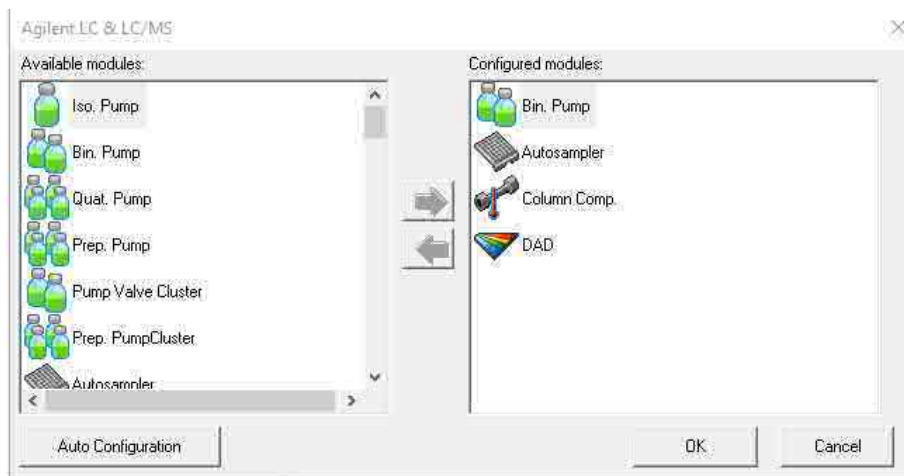 Agilent LC & LC/MS
Available modules:
Iso. Pump
Bin. Pump
Quat. Pump
Prep. Pump
Pump Valve Cluster
Prep. PumpCluster
Autosampler
Auto Configuration
Configured modules:
Bin. Pump
Autosampler
Column Comp.
DAD
OK
Cancel